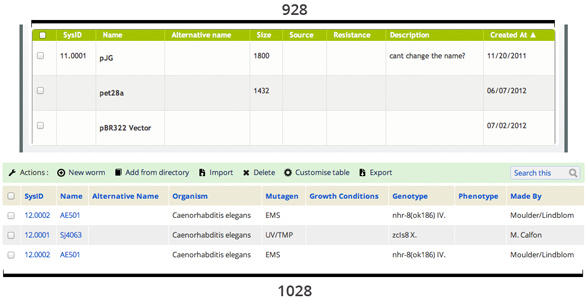 928
SysID Name Alternative name Size Source Resistance Description Created At ▲
11.0001 pJG 1800 cant change the name? 11/20/2011
pet28a 1432 06/07/2012
pBR322 Vector 07/02/2012
Actions : New worm Add from directory Import Delete Customise table Export Search this
SysID Name Alternative Name Organism Mutagen Growth Conditions Genotype Phenotype Made By
12.0002 AE501 Caenorhabditis elegans EMS nhr-8(ok186) IV. Moulder/Lindblom
12.0001 SJ4063 Caenorhabditis elegans UV/TMP zcIs8 X. M. Calfon
12.0002 AE501 Caenorhabditis elegans EMS nhr-8(ok186) IV. Moulder/Lindblom
1028